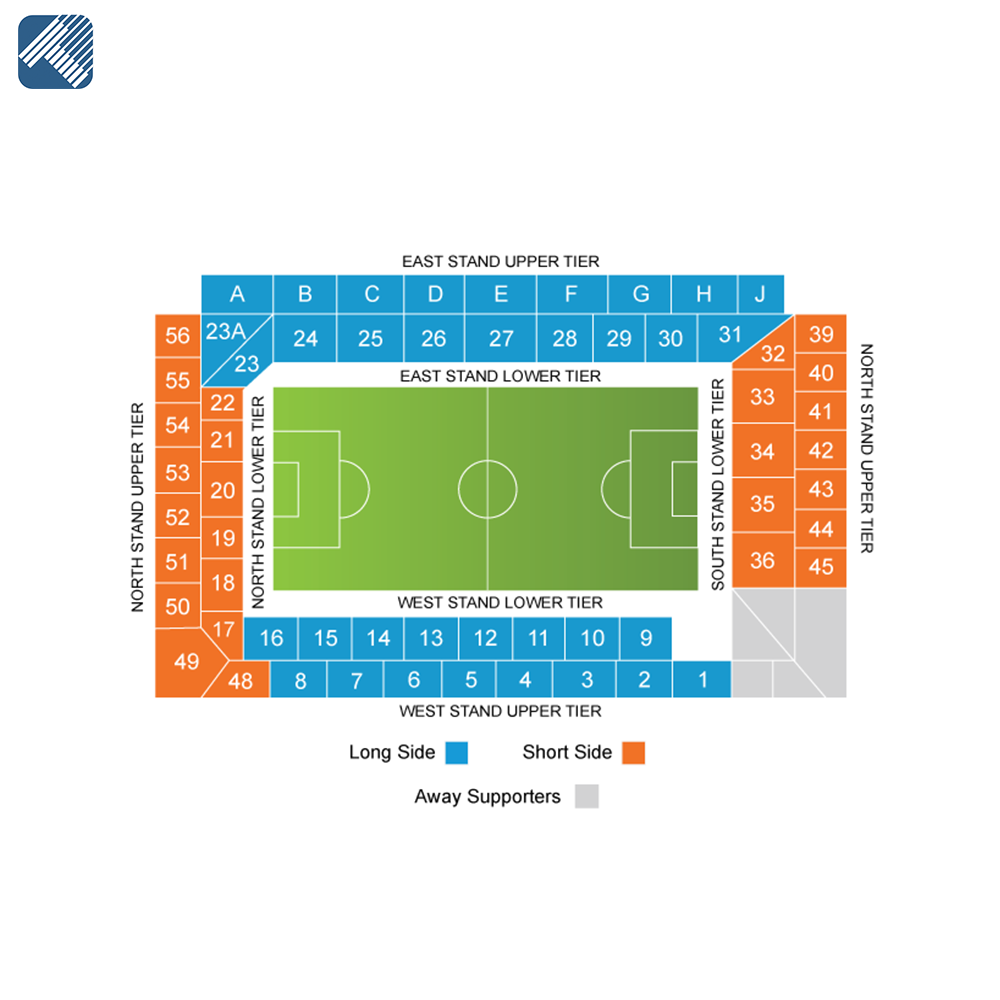 EAST STAND UPPER TIER
A B C D E F G H J
23A 24 25 26 27 28 29 30 31
23
32
EAST STAND LOWER TIER
56
55
54
53
52
51
50
49
48
NORTH STAND UPPER TIER
22
21
20
19
18
17
NORTH STAND LOWER TIER
SOUTH STAND LOWER TIER
33
34
35
36
39
40
41
42
43
44
45
NORTH STAND UPPER TIER
WEST STAND LOWER TIER
16 15 14 13 12 11 10 9
8 7 6 5 4 3 2 1
WEST STAND UPPER TIER
Long Side
Short Side
Away Supporters